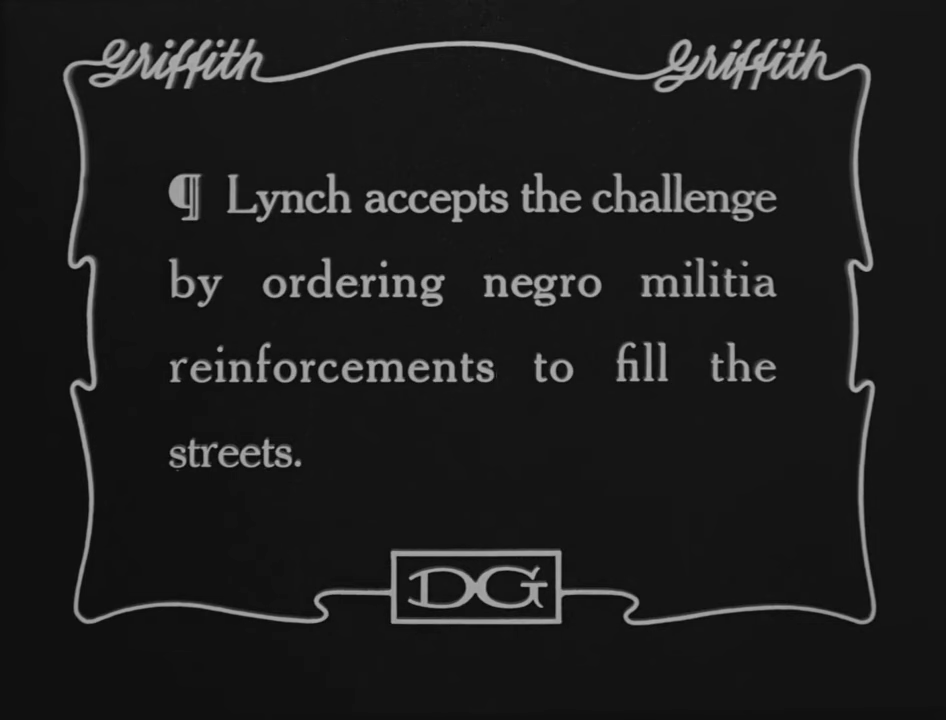 Griffith Griffith
¶ Lynch accepts the challenge
by ordering negro militia
reinforcements to fill the
streets.
DG